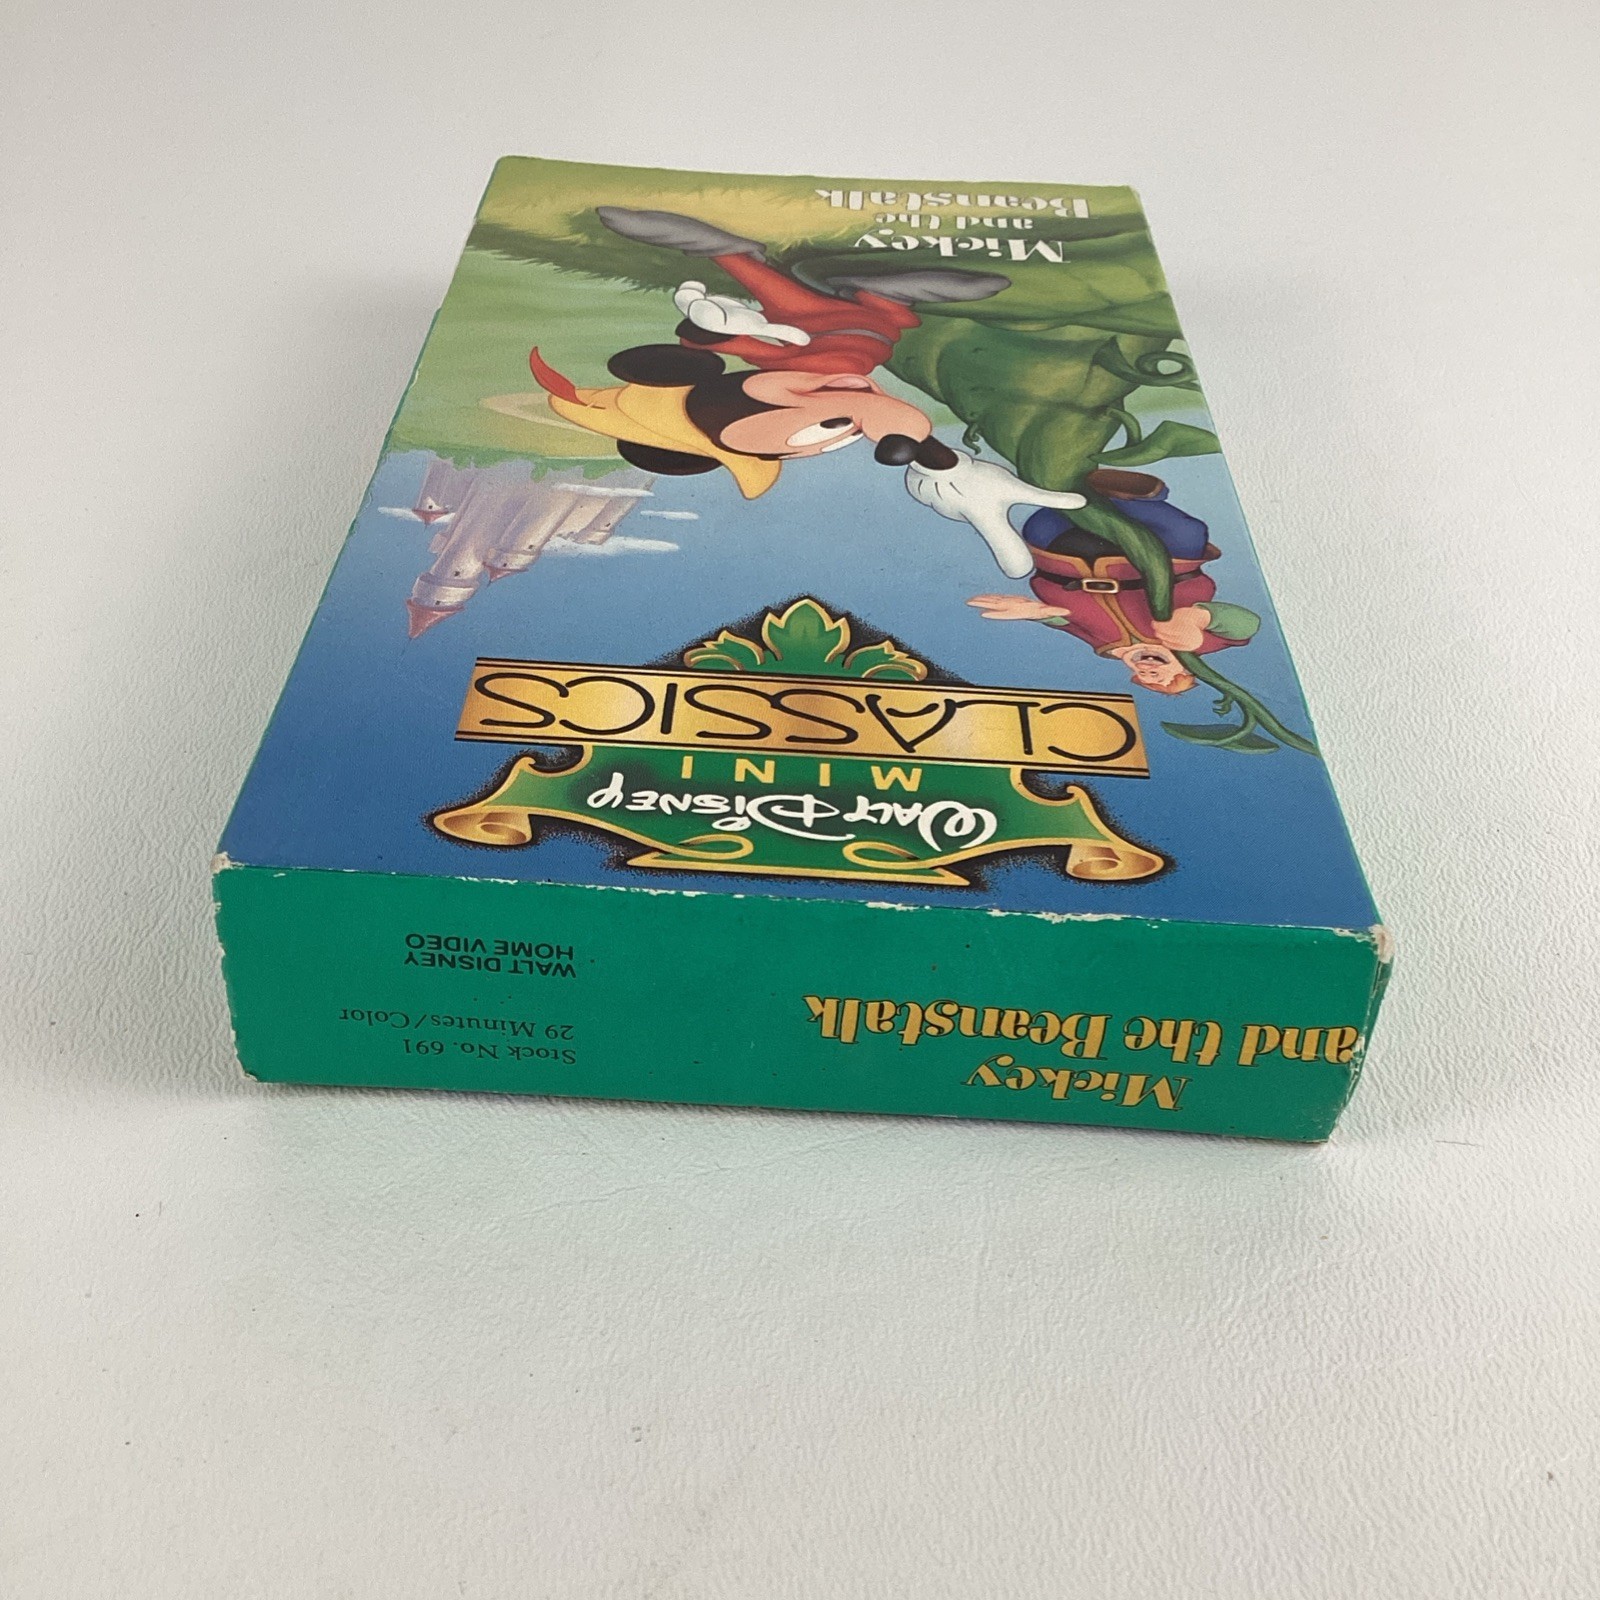 WALT DISNEY
MINI
CLASSICS
Mickey
and the
Beanstalk
Mickey
and the Beanstalk
Stock No. 691
29 Minutes/Color
WALT DISNEY
HOME VIDEO